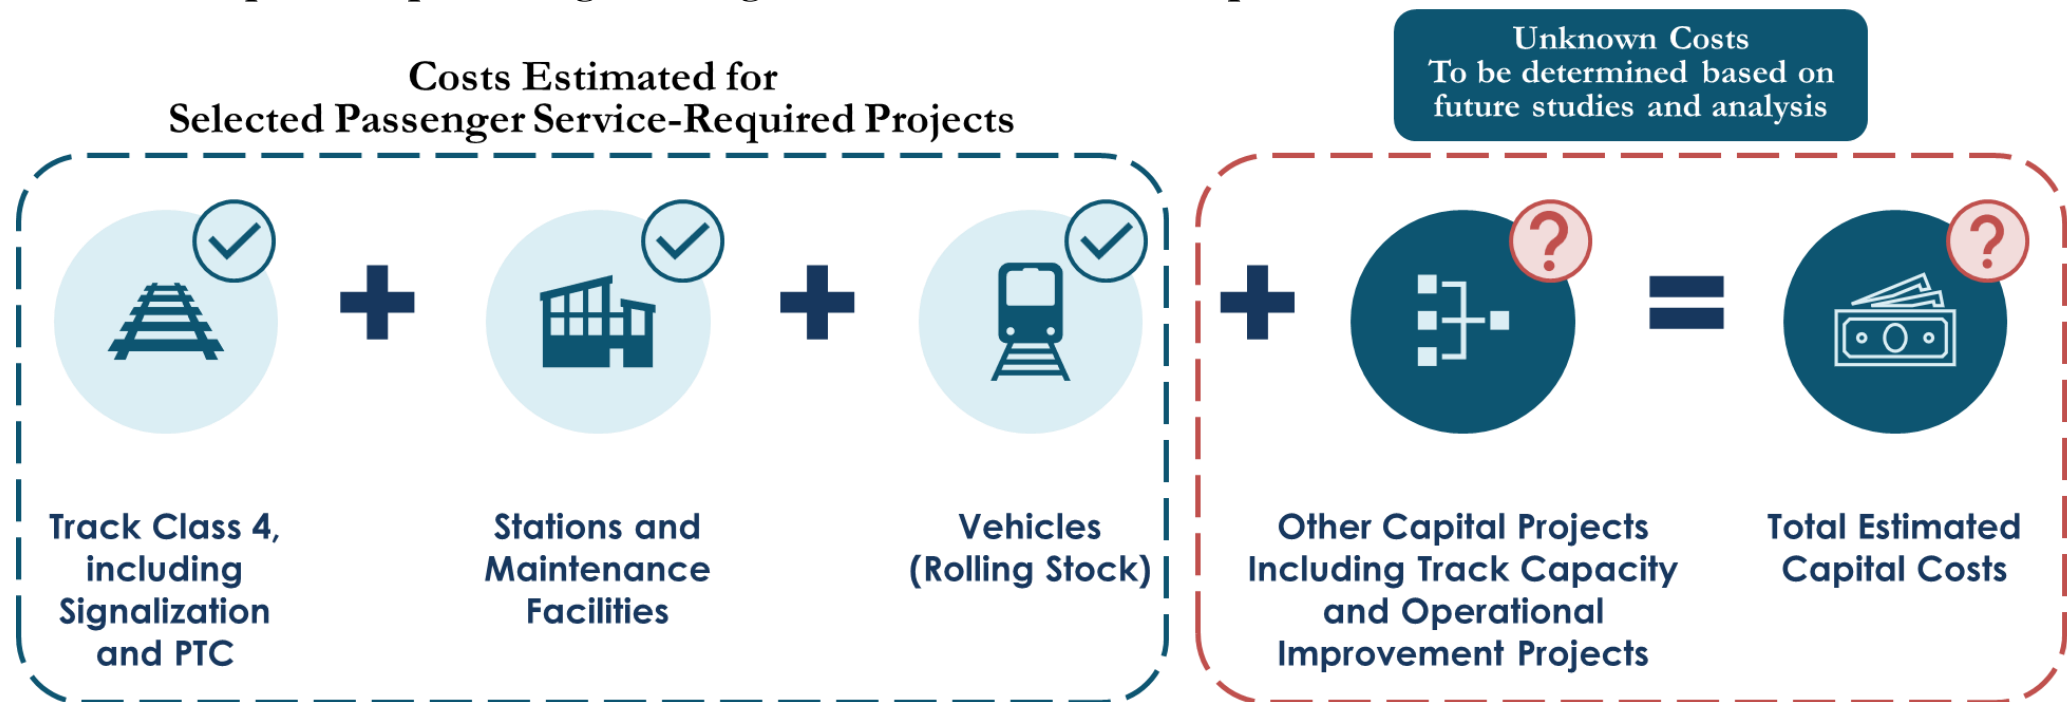 Costs Estimated for
Selected Passenger Service-Required Projects
Unknown Costs
To be determined based on
future studies and analysis
Track Class 4,
including
Signalization
and PTC
Stations and
Maintenance
Facilities
Vehicles
(Rolling Stock)
Other Capital Projects
Including Track Capacity
and Operational
Improvement Projects
Total Estimated
Capital Costs